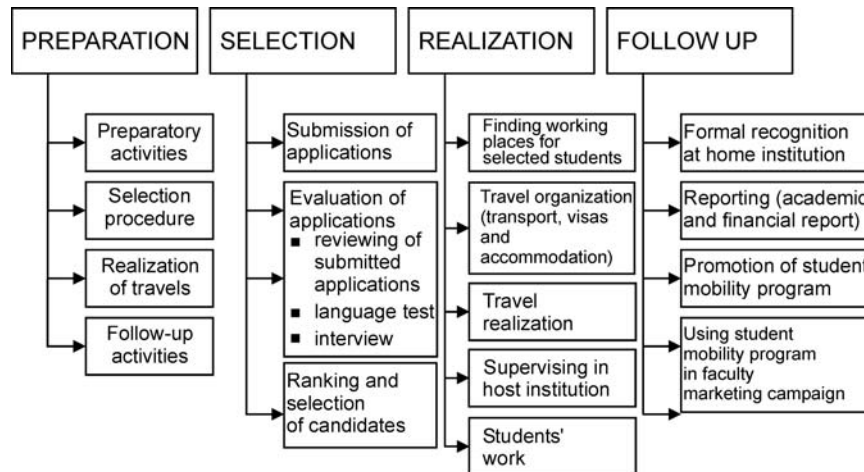 PREPARATION
Preparatory
activities
Selection
procedure
Realization
of travels
Follow-up
activities
SELECTION
Submission of
applications
Evaluation of
applications
▪ reviewing of
submitted
applications
▪ language test
▪ interview
Ranking and
selection
of candidates
REALIZATION
Finding working
places for
selected students
Travel organization
(transport, visas
and
accommodation)
Travel
realization
Supervising in
host institution
Students'
work
FOLLOW UP
Formal recognition
at home institution
Reporting (academic
and financial report)
Promotion of student
mobility program
Using student
mobility program
in faculty
marketing campaign